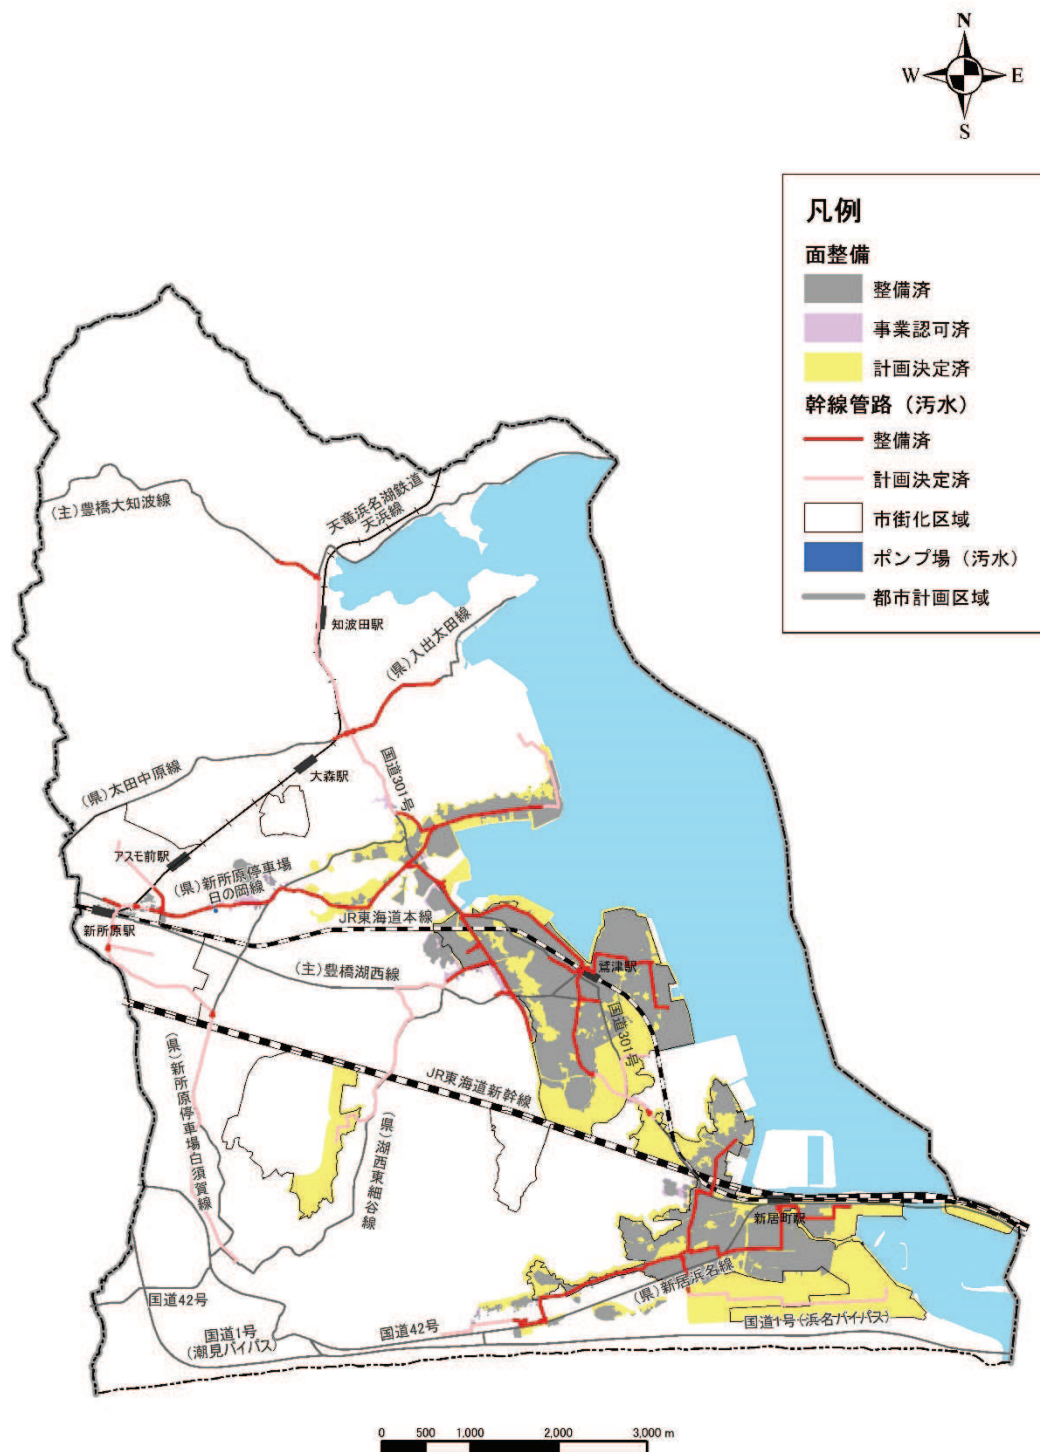 N
W
E
S
凡例
面整備
整備済
事業認可済
計画決定済
幹線管路（汚水）
整備済
計画決定済
市街化区域
ポンプ場（汚水）
都市計画区域
(主)豊橋大知波線
天竜浜名湖鉄道
天浜線
知波田駅
(県)入出太田線
国道301号
大森駅
(県)太田中原線
アスモ前駅
(県)新所原停車場
日の岡線
新所原駅
JR東海道本線
(主)豊橋湖西線
鷲津駅
国道301号
JR東海道新幹線
(県)新所原停車場白須賀線
(県)湖西東細谷線
新居町駅
(県)新居浜名線
国道42号
国道1号
(潮見バイパス)
国道42号
国道1号(浜名バイパス)
0 500 1,000 2,000 3,000 m